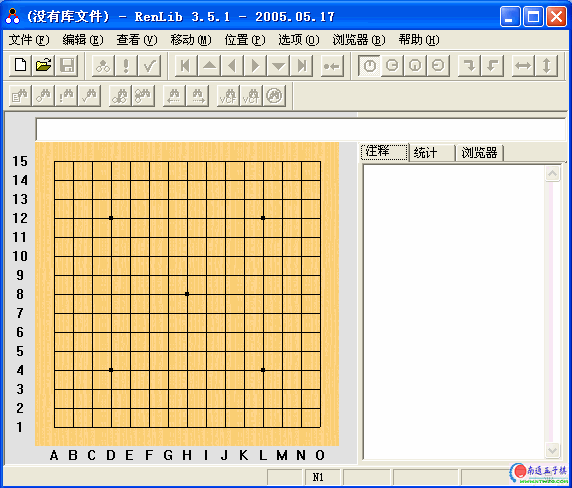 (没有库文件) - RenLib 3.5.1 - 2005.05.17
文件(F) 编辑(E) 查看(V) 移动(M) 位置(P) 选项(O) 浏览器(B) 帮助(H)
VCF VCT
注释 统计 浏览器
15
14
13
12
11
10
9
8
7
6
5
4
3
2
1
A B C D E F G H I J K L M N O
N1
南通五子棋